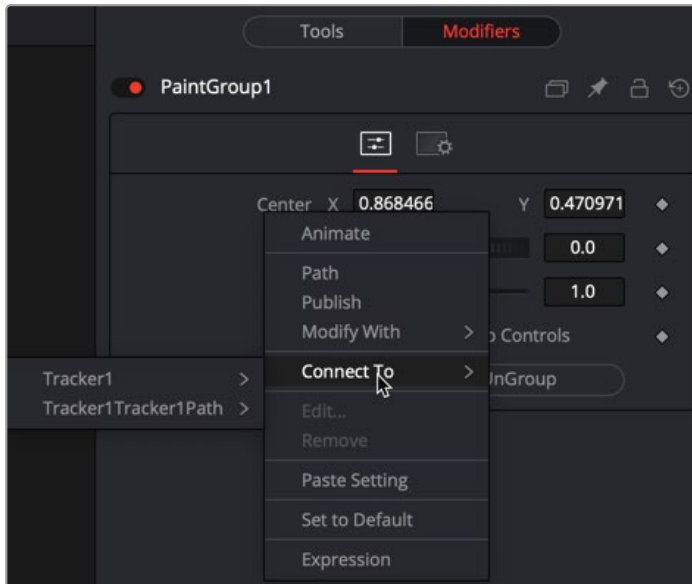 Tools Modifiers
PaintGroup1
Center X 0.868466 Y 0.470971
Animate
0.0
Path
Publish
1.0
Modify With >
Controls
Connect To >
UnGroup
Tracker1 >
Tracker1Tracker1Path >
Edit...
Remove
Paste Setting
Set to Default
Expression